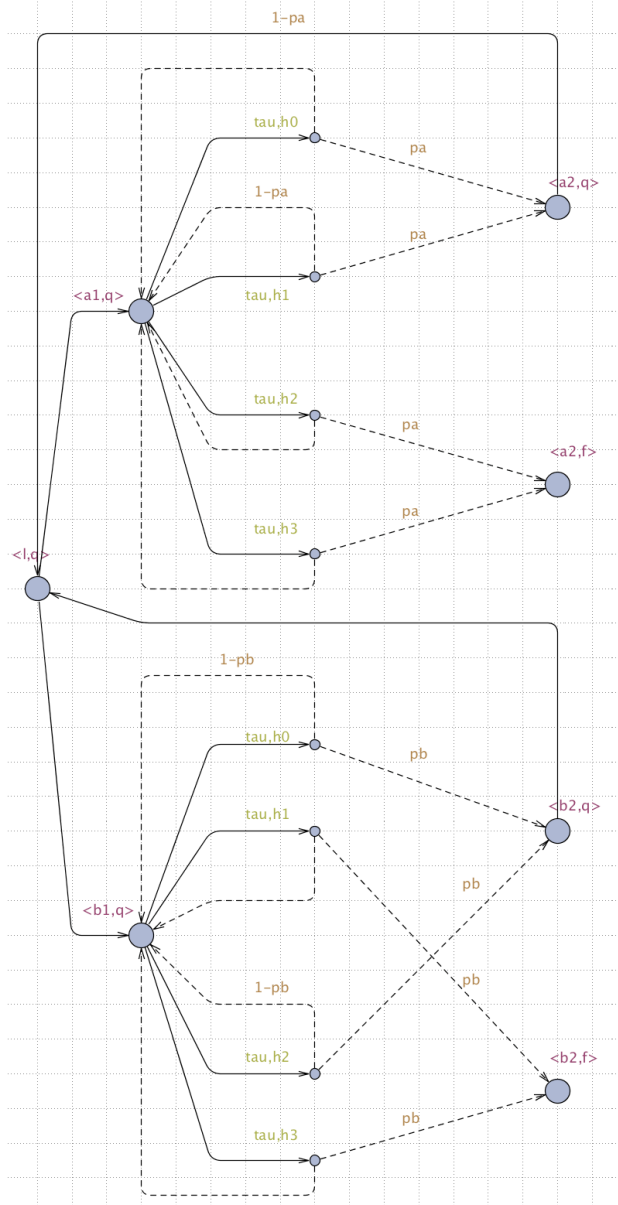 1-pa
tau,h0
pa
<a2,q>
1-pa
pa
<a1,q>
tau,h1
tau,h2
pa
<a2,f>
pa
tau,h3
<l,q>
1-pb
tau,h0
pb
<b2,q>
tau,h1
pb
<b1,q>
pb
1-pb
tau,h2
<b2,f>
pb
tau,h3